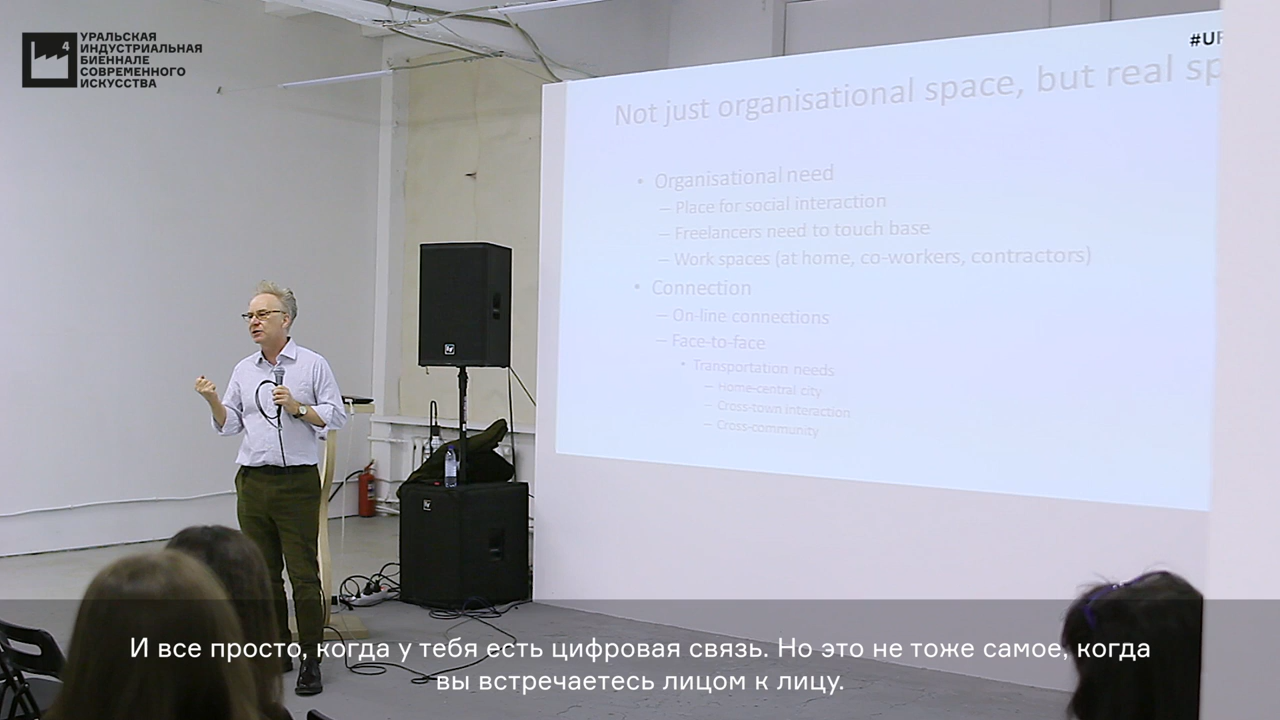 4
УРАЛЬСКАЯ
ИНДУСТРИАЛЬНАЯ
БИЕННАЛЕ
СОВРЕМЕННОГО
ИСКУССТВА
Not just organisational space, but real
• Organisational need
– Place for social interaction
– Freelancers need to touch base
– Work spaces (at home, co-workers, contractors)
• Connection
– On-line connections
– Face-to-face
• Transportation needs
– Home-central city
– Cross-town interaction
– Cross-community
И все просто, когда у тебя есть цифровая связь. Но это не тоже самое, когда
вы встречаетесь лицом к лицу.